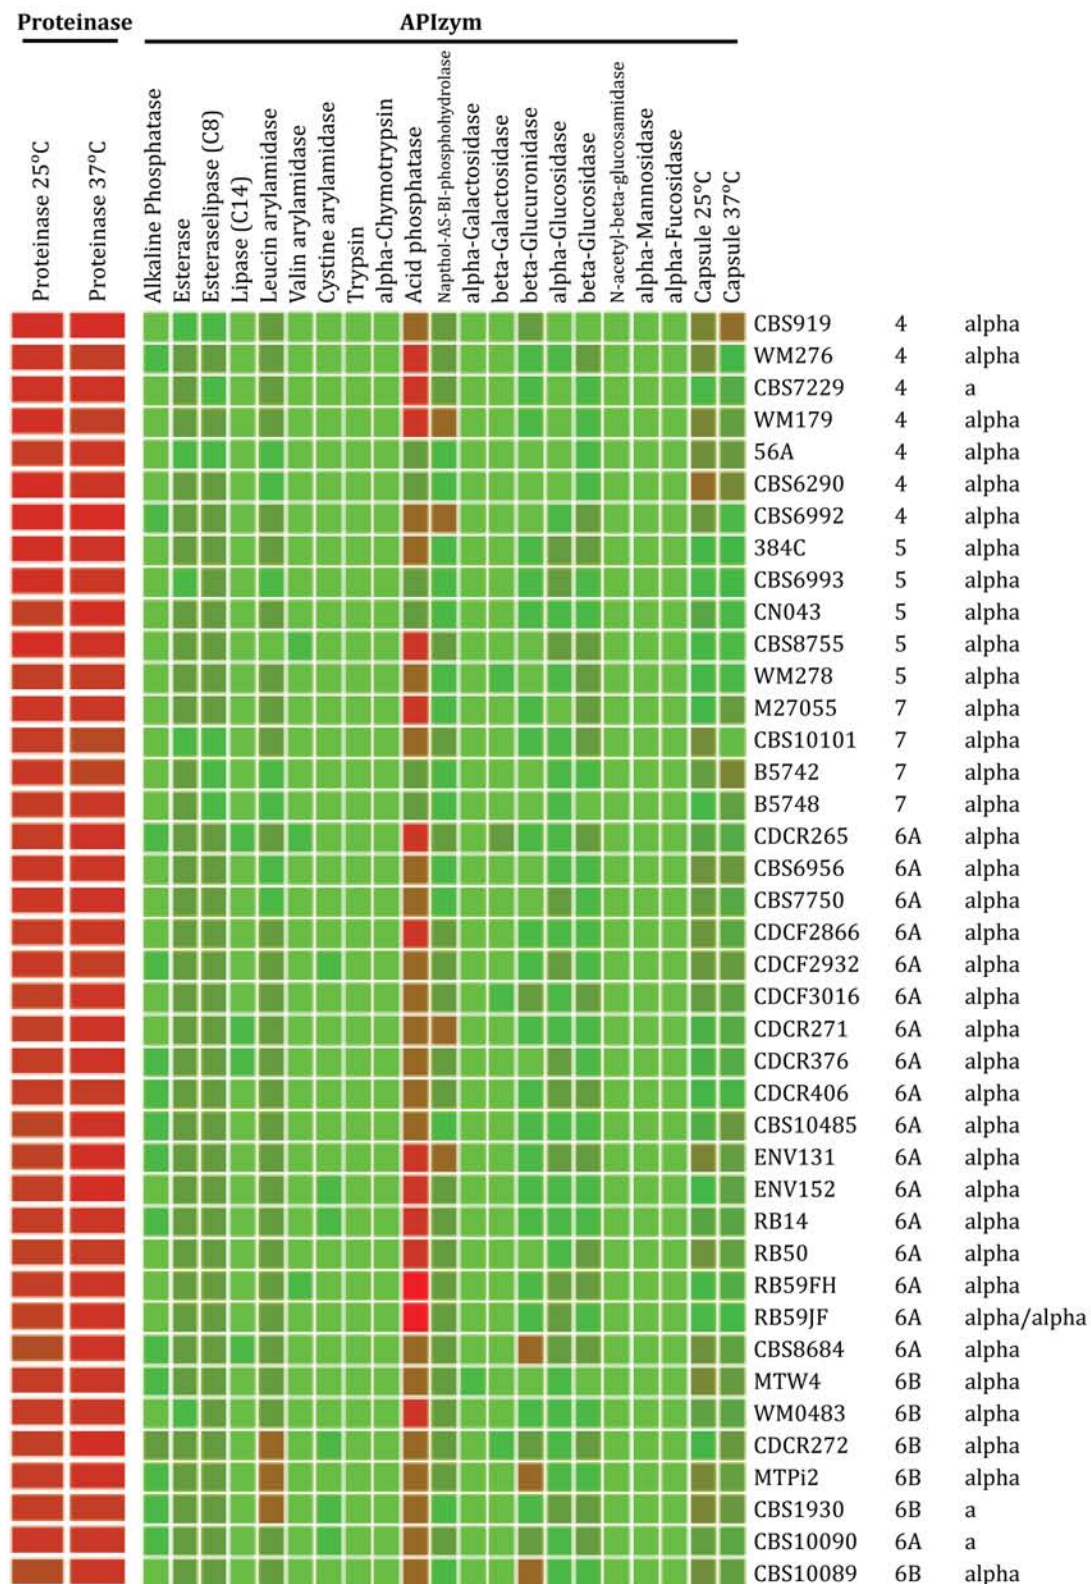 Proteinase APIzym
Proteinase 25°C
Proteinase 37°C
Alkaline Phosphatase
Esterase
Esteraselipase (C8)
Lipase (C14)
Leucin arylamidase
Valin arylamidase
Cystine arylamidase
Trypsin
alpha-Chymotrypsin
Acid phosphatase
Napthol-AS-BI-phosphohydrolase
alpha-Galactosidase
beta-Galactosidase
beta-Glucuronidase
alpha-Glucosidase
beta-Glucosidase
N-acetyl-beta-glucosamidase
alpha-Mannosidase
alpha-Fucosidase
Capsule 25°C
Capsule 37°C
CBS919 4 alpha
WM276 4 alpha
CBS7229 4 a
WM179 4 alpha
56A 4 alpha
CBS6290 4 alpha
CBS6992 4 alpha
384C 5 alpha
CBS6993 5 alpha
CN043 5 alpha
CBS8755 5 alpha
WM278 5 alpha
M27055 7 alpha
CBS10101 7 alpha
B5742 7 alpha
B5748 7 alpha
CDCR265 6A alpha
CBS6956 6A alpha
CBS7750 6A alpha
CDCF2866 6A alpha
CDCF2932 6A alpha
CDCF3016 6A alpha
CDCR271 6A alpha
CDCR376 6A alpha
CDCR406 6A alpha
CBS10485 6A alpha
ENV131 6A alpha
ENV152 6A alpha
RB14 6A alpha
RB50 6A alpha
RB59FH 6A alpha
RB59JF 6A alpha/alpha
CBS8684 6A alpha
MTW4 6B alpha
WM0483 6B alpha
CDCR272 6B alpha
MTPi2 6B alpha
CBS1930 6B a
CBS10090 6A a
CBS10089 6B alpha